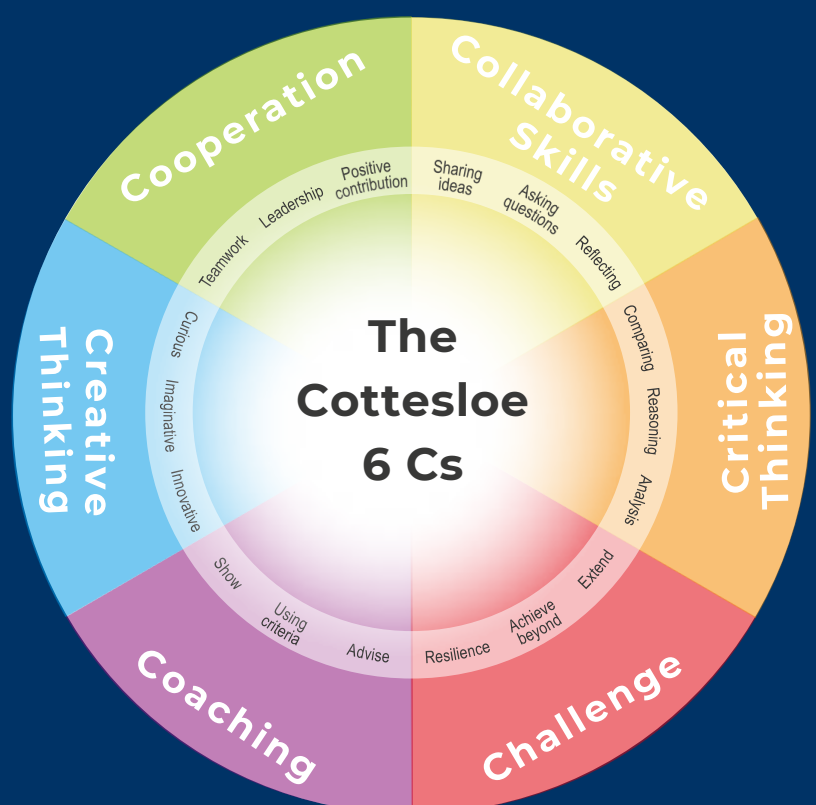 The
Cottesloe
6 Cs
Cooperation
Teamwork
Leadership
Positive
contribution
Collaborative
Skills
Sharing
ideas
Asking
questions
Reflecting
Critical
Thinking
Comparing
Reasoning
Analysis
Challenge
Extend
Achieve
beyond
Resilience
Coaching
Advise
Using
criteria
Show
Creative
Thinking
Innovative
Imaginative
Curious